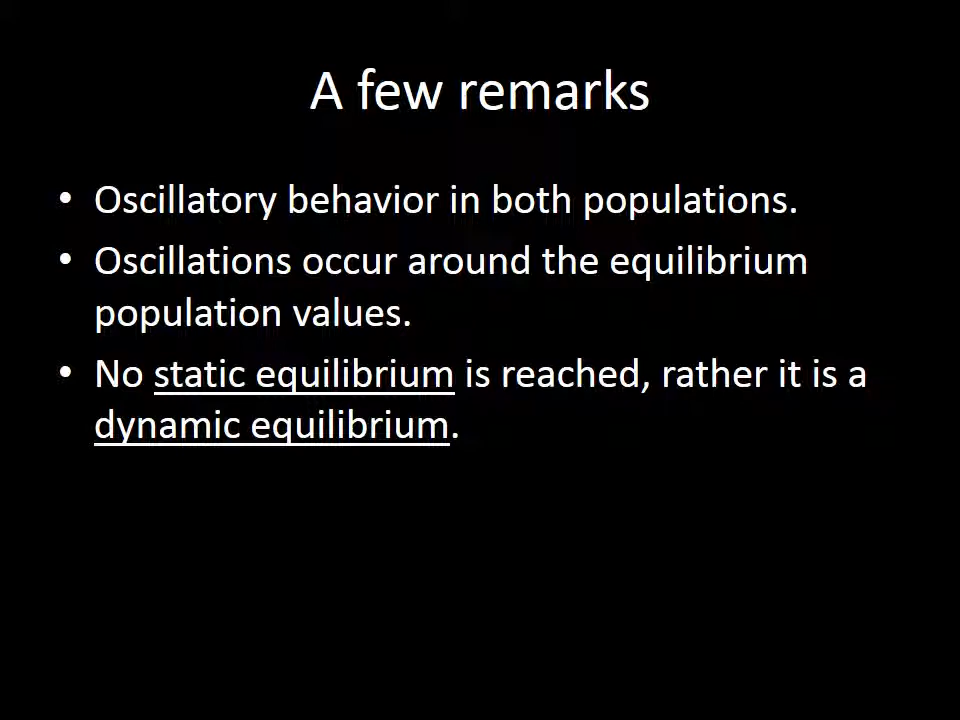 A few remarks
• Oscillatory behavior in both populations.
• Oscillations occur around the equilibrium
population values.
• No static equilibrium is reached, rather it is a
dynamic equilibrium.